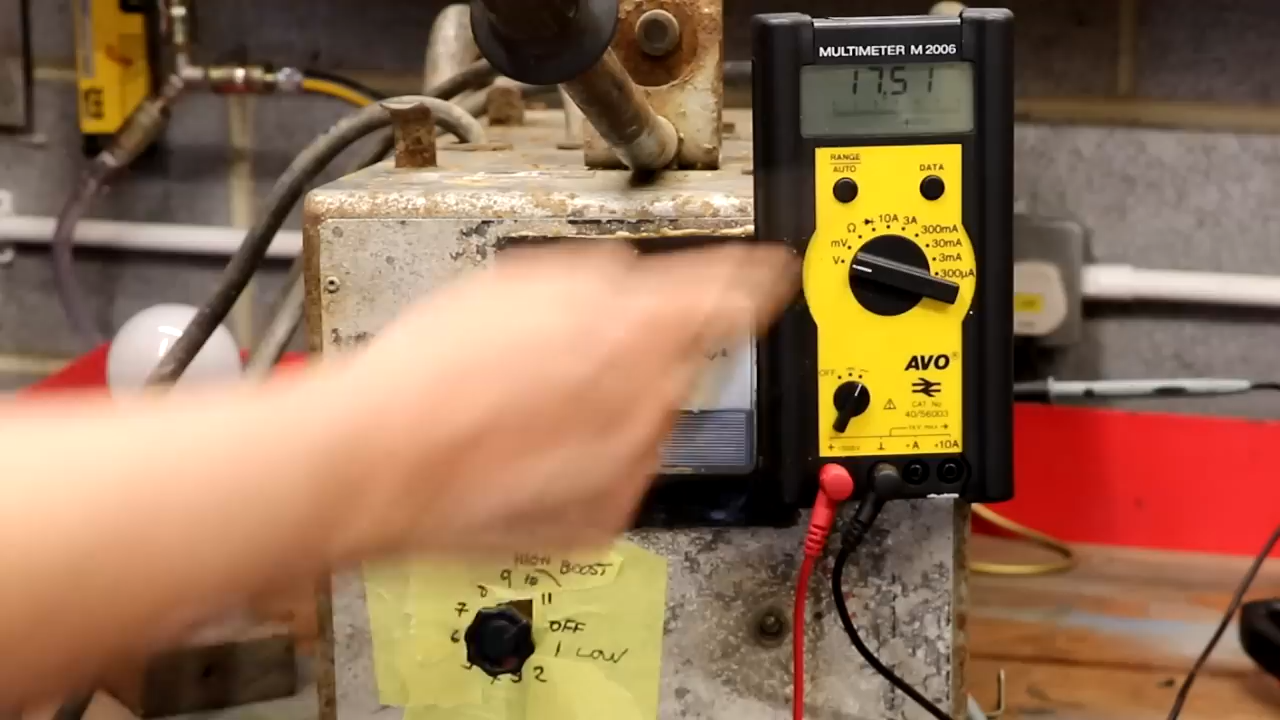 MULTIMETER M 2006
17.51
RANGE
AUTO
DATA
10A 3A
Ω 300mA
mV 30mA
V 3mA
300µA
AVO®
OFF
CAT. No
40/56003
+ ⊥ A 10A
HIGH BOOST
9 10
8 11
7 OFF
6 1 LOW
2